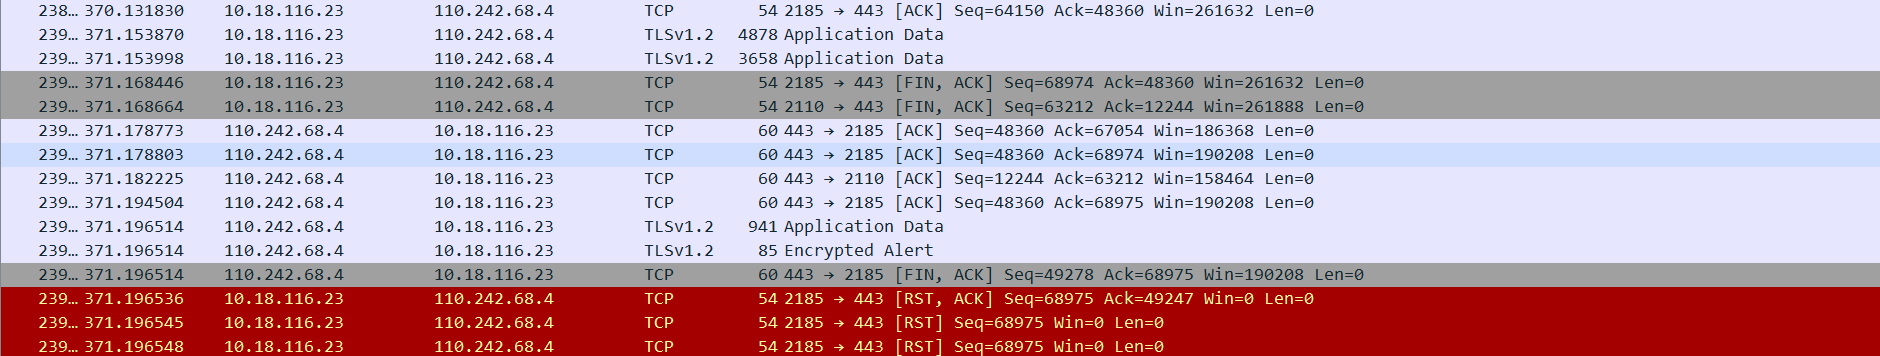 238… 370.131830 10.18.116.23 110.242.68.4 TCP 54 2185 → 443 [ACK] Seq=64150 Ack=48360 Win=261632 Len=0
239… 371.153870 10.18.116.23 110.242.68.4 TLSv1.2 4878 Application Data
239… 371.153998 10.18.116.23 110.242.68.4 TLSv1.2 3658 Application Data
239… 371.168446 10.18.116.23 110.242.68.4 TCP 54 2185 → 443 [FIN, ACK] Seq=68974 Ack=48360 Win=261632 Len=0
239… 371.168664 10.18.116.23 110.242.68.4 TCP 54 2110 → 443 [FIN, ACK] Seq=63212 Ack=12244 Win=261888 Len=0
239… 371.178773 110.242.68.4 10.18.116.23 TCP 60 443 → 2185 [ACK] Seq=48360 Ack=67054 Win=186368 Len=0
239… 371.178803 110.242.68.4 10.18.116.23 TCP 60 443 → 2185 [ACK] Seq=48360 Ack=68974 Win=190208 Len=0
239… 371.182225 110.242.68.4 10.18.116.23 TCP 60 443 → 2110 [ACK] Seq=12244 Ack=63212 Win=158464 Len=0
239… 371.194504 110.242.68.4 10.18.116.23 TCP 60 443 → 2185 [ACK] Seq=48360 Ack=68975 Win=190208 Len=0
239… 371.196514 110.242.68.4 10.18.116.23 TLSv1.2 941 Application Data
239… 371.196514 110.242.68.4 10.18.116.23 TLSv1.2 85 Encrypted Alert
239… 371.196514 110.242.68.4 10.18.116.23 TCP 60 443 → 2185 [FIN, ACK] Seq=49278 Ack=68975 Win=190208 Len=0
239… 371.196536 10.18.116.23 110.242.68.4 TCP 54 2185 → 443 [RST, ACK] Seq=68975 Ack=49247 Win=0 Len=0
239… 371.196545 10.18.116.23 110.242.68.4 TCP 54 2185 → 443 [RST] Seq=68975 Win=0 Len=0
239… 371.196548 10.18.116.23 110.242.68.4 TCP 54 2185 → 443 [RST] Seq=68975 Win=0 Len=0